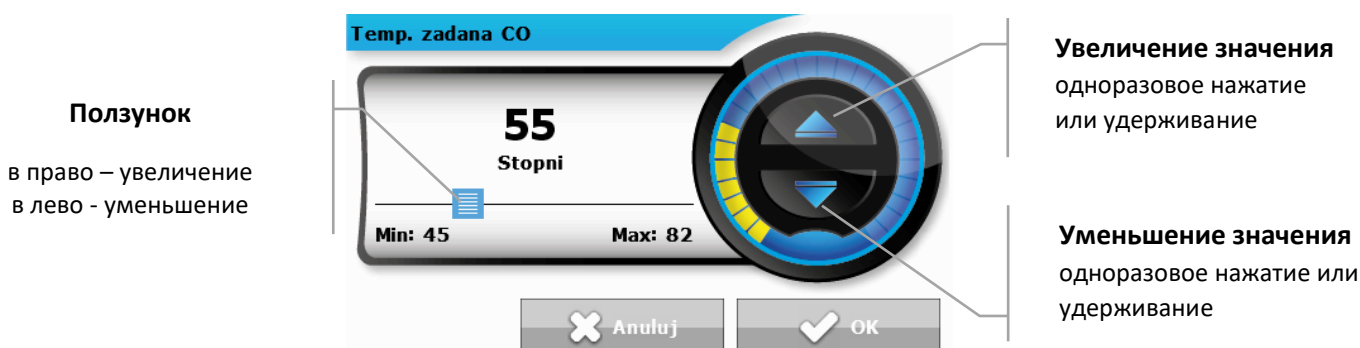 Temp. zadana CO
Ползунок
в право – увеличение
в лево - уменьшение
55
Stopni
Min: 45
Max: 82
Anuluj
OK
Увеличение значения
одноразовое нажатие
или удерживание
Уменьшение значения
одноразовое нажатие или
удерживание